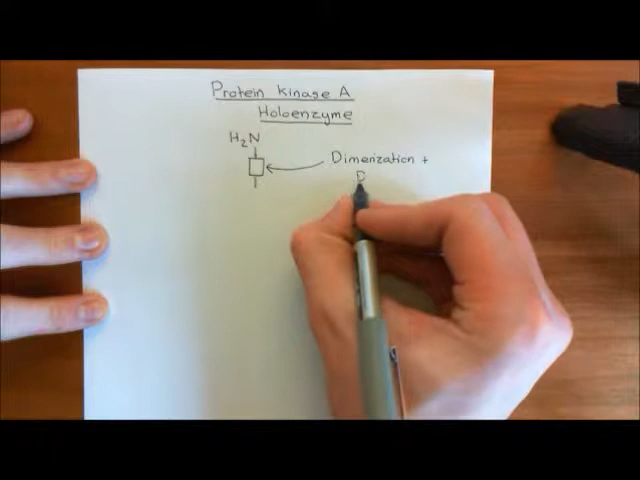 Protein kinase A
Holoenzyme
H₂N
Dimerization +
D